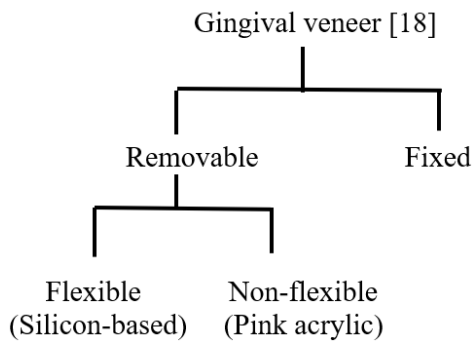 Gingival veneer [18]
Removable
Fixed
Flexible
(Silicon-based)
Non-flexible
(Pink acrylic)